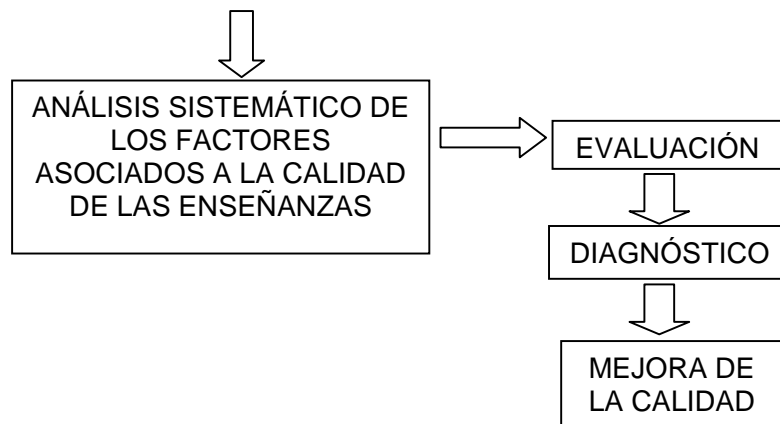 ANÁLISIS SISTEMÁTICO DE
LOS FACTORES
ASOCIADOS A LA CALIDAD
DE LAS ENSEÑANZAS
EVALUACIÓN
DIAGNÓSTICO
MEJORA DE
LA CALIDAD